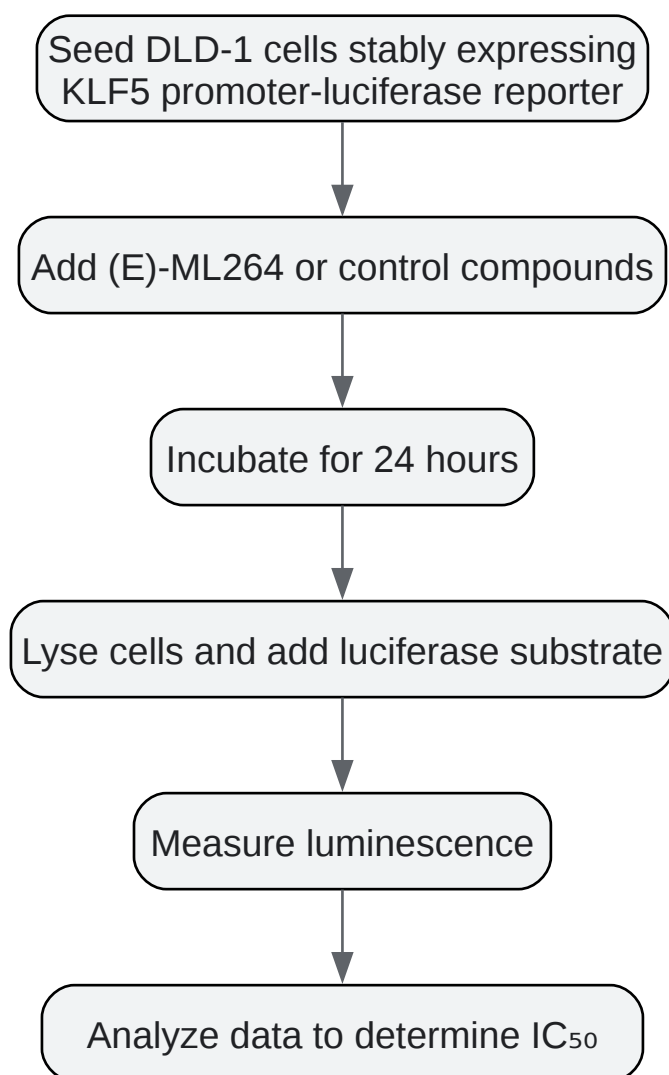 Seed DLD-1 cells stably expressing
KLF5 promoter-luciferase reporter
Add (E)-ML264 or control compounds
Incubate for 24 hours
Lyse cells and add luciferase substrate
Measure luminescence
Analyze data to determine IC₅₀